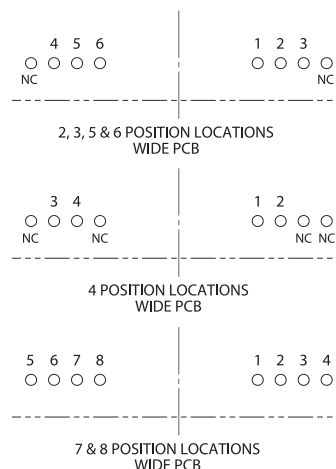 4 5 6 1 2 3
NC NC
2, 3, 5 & 6 POSITION LOCATIONS
WIDE PCB
3 4 1 2
NC NC NC NC
4 POSITION LOCATIONS
WIDE PCB
5 6 7 8 1 2 3 4
7 & 8 POSITION LOCATIONS
WIDE PCB